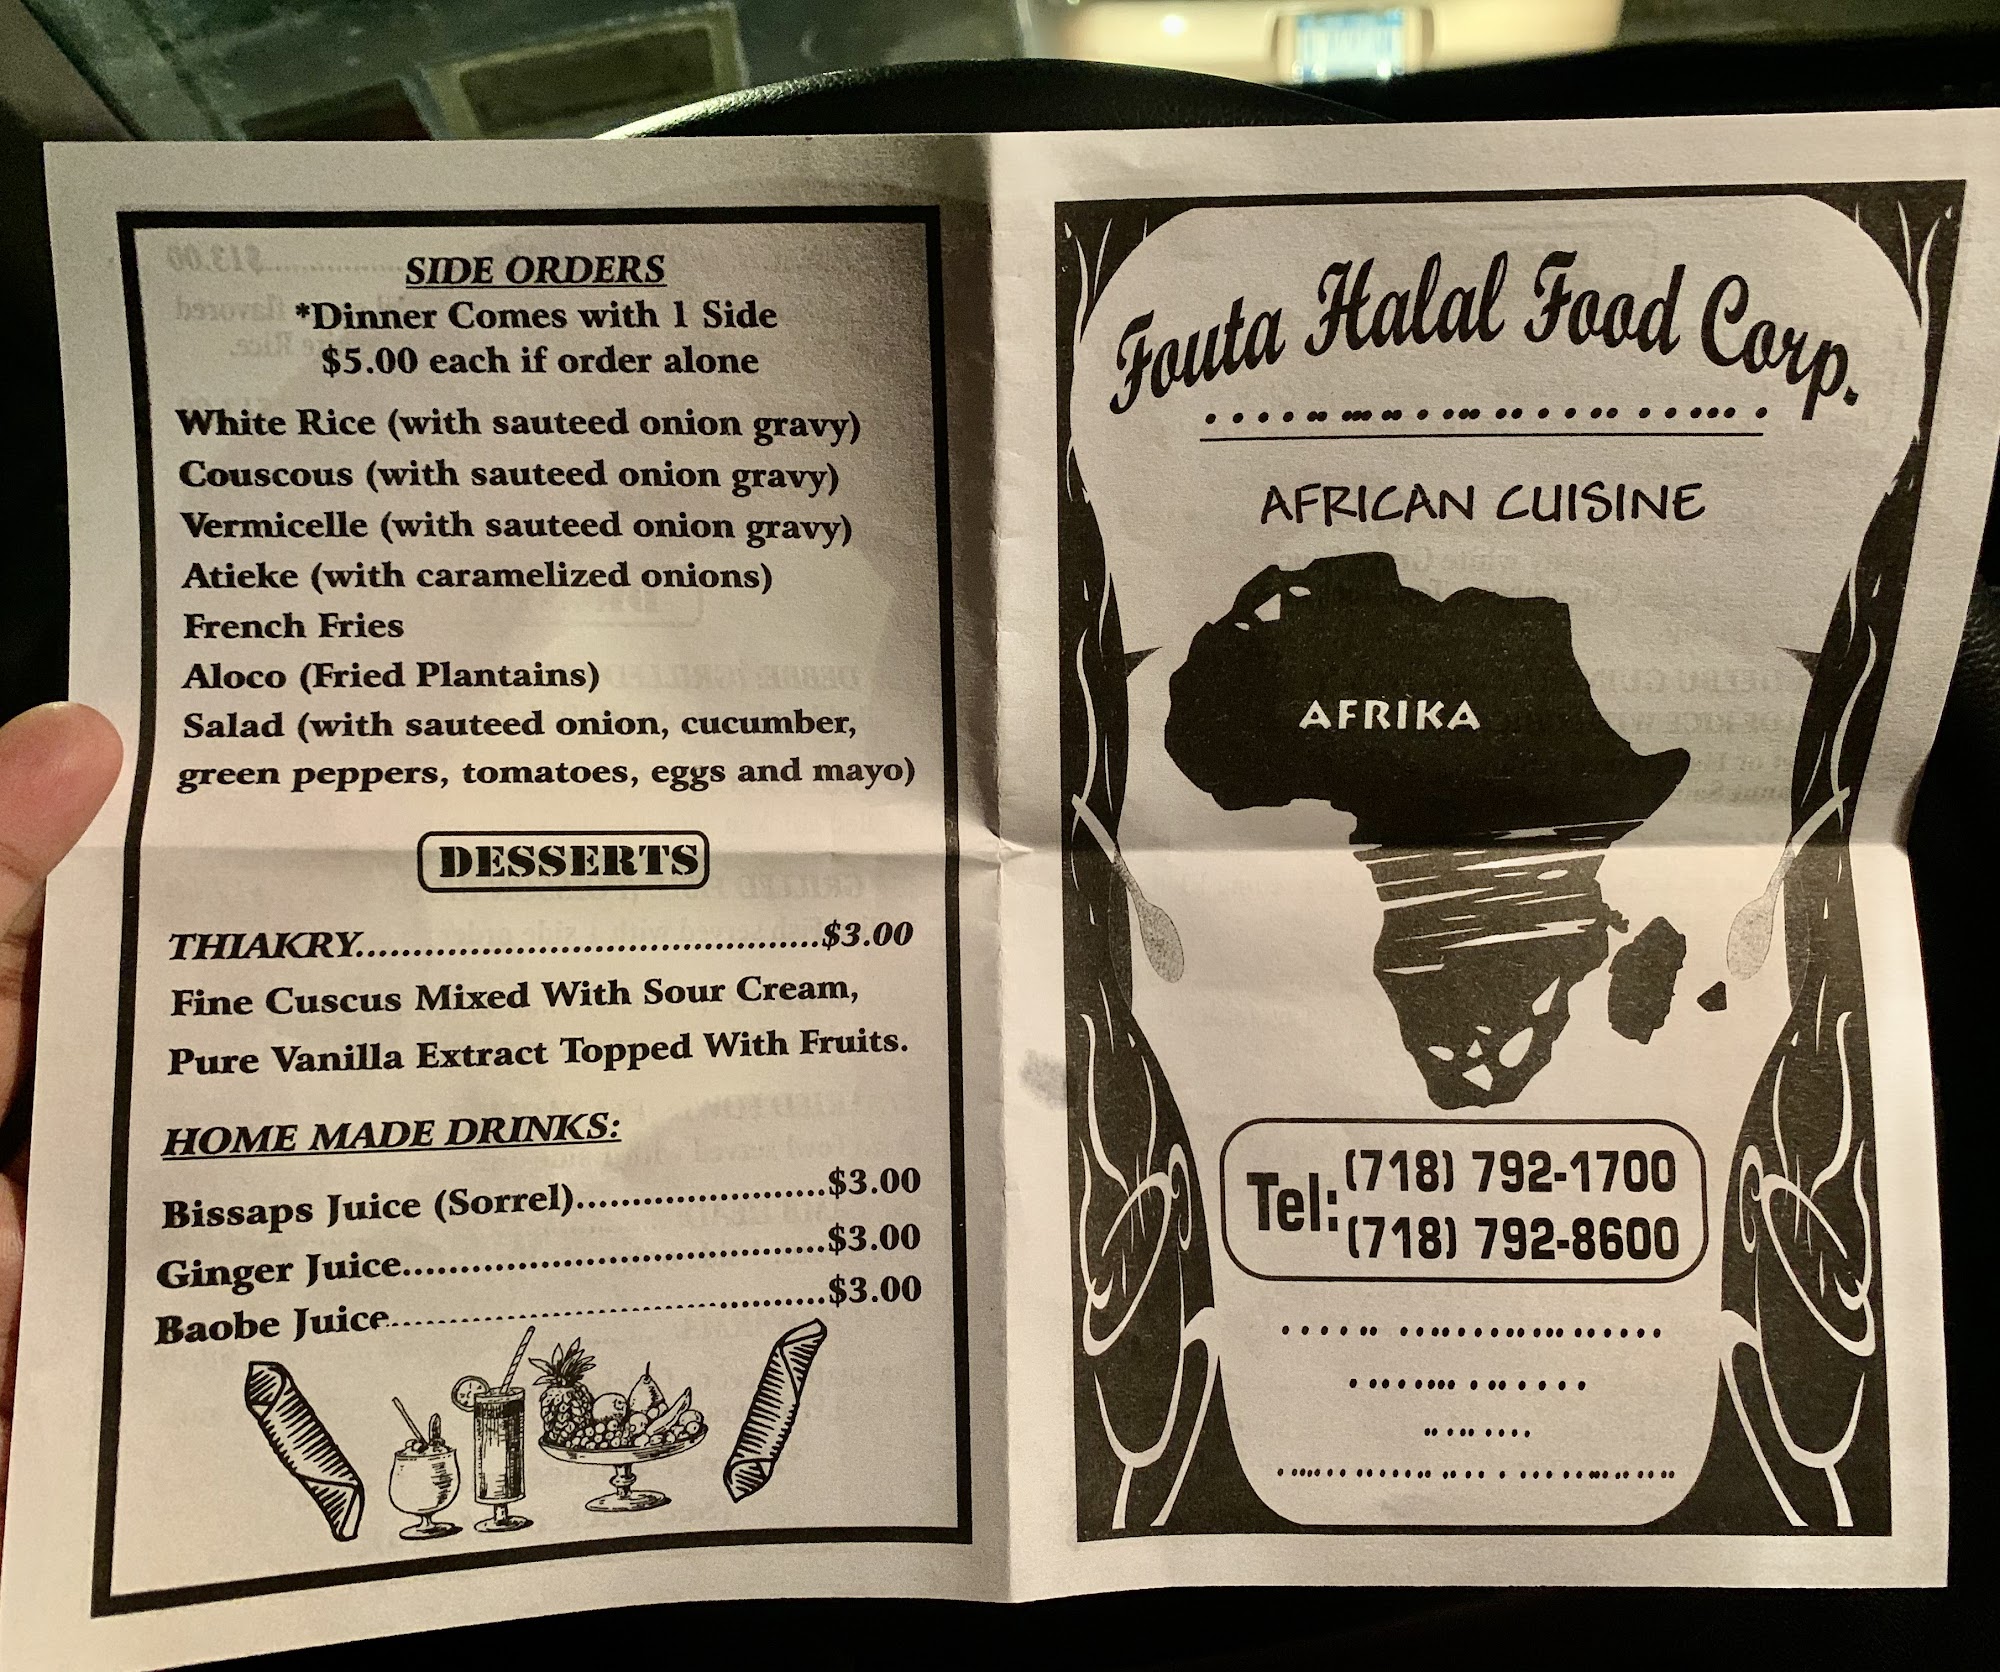 SIDE ORDERS
*Dinner Comes with 1 Side
$5.00 each if order alone
White Rice (with sauteed onion gravy)
Couscous (with sauteed onion gravy)
Vermicelle (with sauteed onion gravy)
Atieke (with caramelized onions)
French Fries
Aloco (Fried Plantains)
Salad (with sauteed onion, cucumber,
green peppers, tomatoes, eggs and mayo)
DESSERTS
THIAKRY.........................................$3.00
Fine Cuscus Mixed With Sour Cream,
Pure Vanilla Extract Topped With Fruits.
HOME MADE DRINKS:
Bissaps Juice (Sorrel)......................$3.00
Ginger Juice......................................$3.00
Baobe Juice.......................................$3.00
Fouta Halal Food Corp.
AFRICAN CUISINE
AFRIKA
Tel: (718) 792-1700
(718) 792-8600